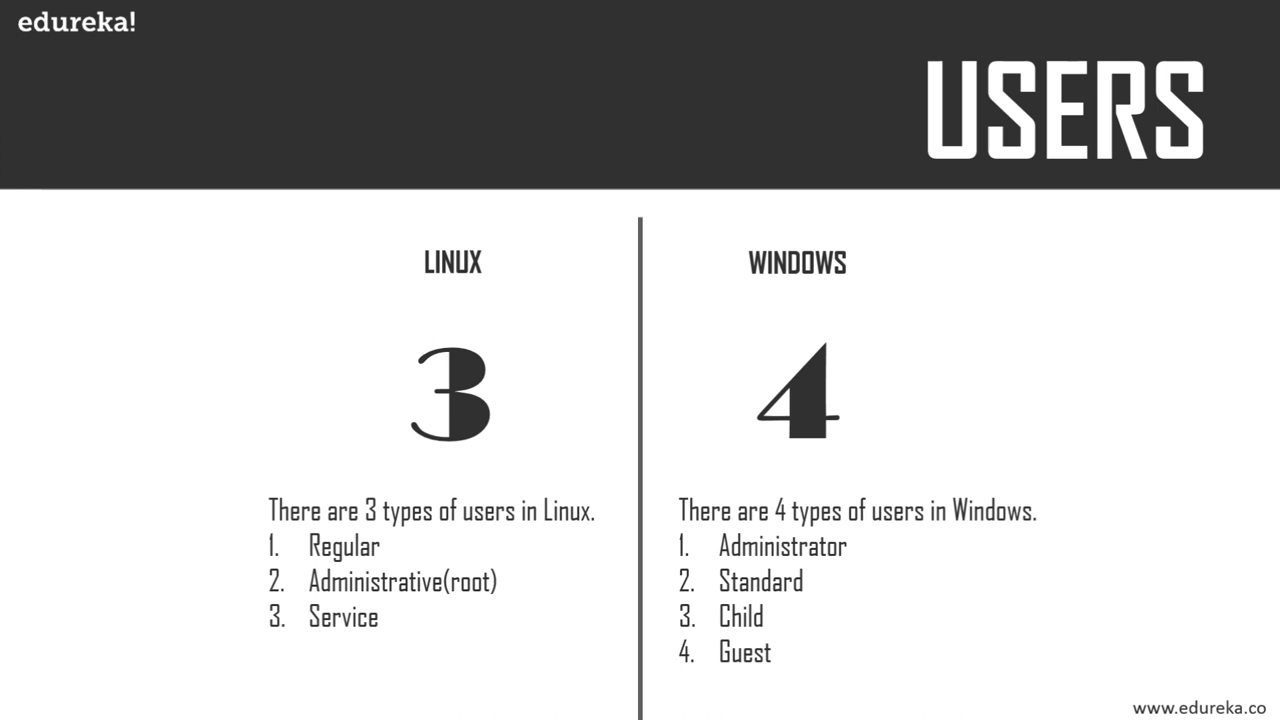 edureka!
USERS
LINUX
3
There are 3 types of users in Linux.
1. Regular
2. Administrative(root)
3. Service
WINDOWS
4
There are 4 types of users in Windows.
1. Administrator
2. Standard
3. Child
4. Guest
www.edureka.co